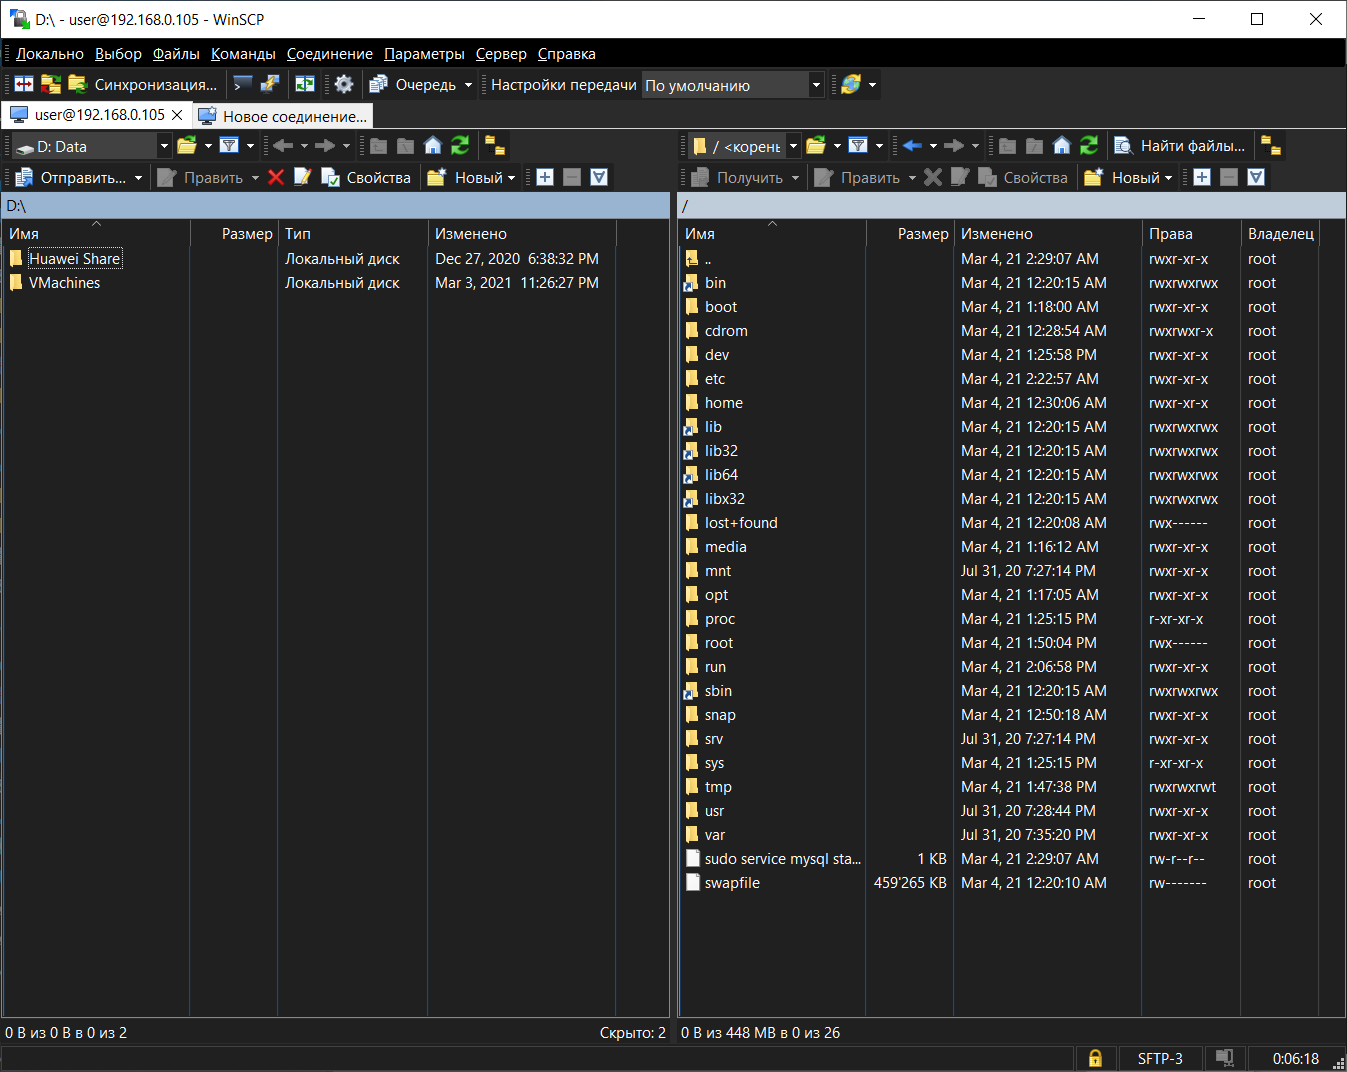 D:\ - user@192.168.0.105 - WinSCP
Локально Выбор Файлы Команды Соединение Параметры Сервер Справка
Синхронизация... Очередь Настройки передачи По умолчанию
user@192.168.0.105 Новое соединение...
D: Data / <корень Найти файлы...
Отправить... Править Свойства Новый Получить Править Свойства Новый
D:\
Имя Размер Тип Изменено
Huawei Share Локальный диск Dec 27, 2020 6:38:32 PM
VMachines Локальный диск Mar 3, 2021 11:26:27 PM
0 B из 0 B в 0 из 2 Скрыто: 2
/
Имя Размер Изменено Права Владелец
.. Mar 4, 21 2:29:07 AM rwxr-xr-x root
bin Mar 4, 21 12:20:15 AM rwxrwxrwx root
boot Mar 4, 21 1:18:00 AM rwxr-xr-x root
cdrom Mar 4, 21 12:28:54 AM rwxrwxr-x root
dev Mar 4, 21 1:25:58 PM rwxr-xr-x root
etc Mar 4, 21 2:22:57 AM rwxr-xr-x root
home Mar 4, 21 12:30:06 AM rwxr-xr-x root
lib Mar 4, 21 12:20:15 AM rwxrwxrwx root
lib32 Mar 4, 21 12:20:15 AM rwxrwxrwx root
lib64 Mar 4, 21 12:20:15 AM rwxrwxrwx root
libx32 Mar 4, 21 12:20:15 AM rwxrwxrwx root
lost+found Mar 4, 21 12:20:08 AM rwx------ root
media Mar 4, 21 1:16:12 AM rwxr-xr-x root
mnt Jul 31, 20 7:27:14 PM rwxr-xr-x root
opt Mar 4, 21 1:17:05 AM rwxr-xr-x root
proc Mar 4, 21 1:25:15 PM r-xr-xr-x root
root Mar 4, 21 1:50:04 PM rwx------ root
run Mar 4, 21 2:06:58 PM rwxr-xr-x root
sbin Mar 4, 21 12:20:15 AM rwxrwxrwx root
snap Mar 4, 21 12:50:18 AM rwxr-xr-x root
srv Jul 31, 20 7:27:14 PM rwxr-xr-x root
sys Mar 4, 21 1:25:15 PM r-xr-xr-x root
tmp Mar 4, 21 1:47:38 PM rwxrwxrwt root
usr Jul 31, 20 7:28:44 PM rwxr-xr-x root
var Jul 31, 20 7:35:20 PM rwxr-xr-x root
sudo service mysql sta... 1 KB Mar 4, 21 2:29:07 AM rw-r--r-- root
swapfile 459'265 KB Mar 4, 21 12:20:10 AM rw------- root
0 B из 448 MB в 0 из 26
SFTP-3 0:06:18